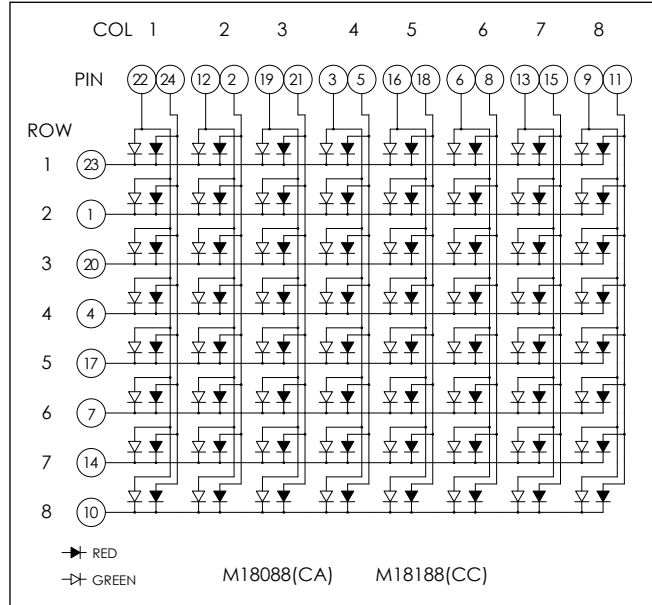 COL 1 2 3 4 5 6 7 8
PIN 22 24 12 2 19 21 3 5 16 18 6 8 13 15 9 11
ROW
1 23
2 1
3 20
4 4
5 17
6 7
7 14
8 10
RED
GREEN M18088(CA) M18188(CC)